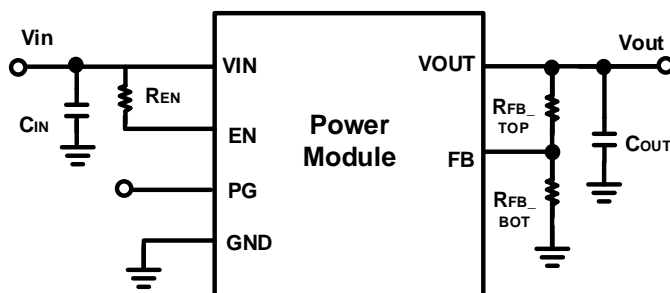 Vin
VIN
REN
CIN
EN
PG
GND
Power
Module
VOUT
FB
Vout
RFB_
TOP
COUT
RFB_
BOT